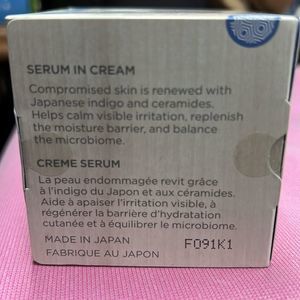 SERUM IN CREAM
Compromised skin is renewed with
Japanese indigo and ceramides.
Helps calm visible irritation, replenish
the moisture barrier, and balance
the microbiome.
CREME SERUM
La peau endommagée revit grâce
à l'indigo du Japon et aux céramides.
Aide à apaiser l'irritation visible, à
régénérer la barrière d'hydratation
cutanée et à équilibrer le microbiome.
MADE IN JAPAN
F091K1
FABRIQUE AU JAPON